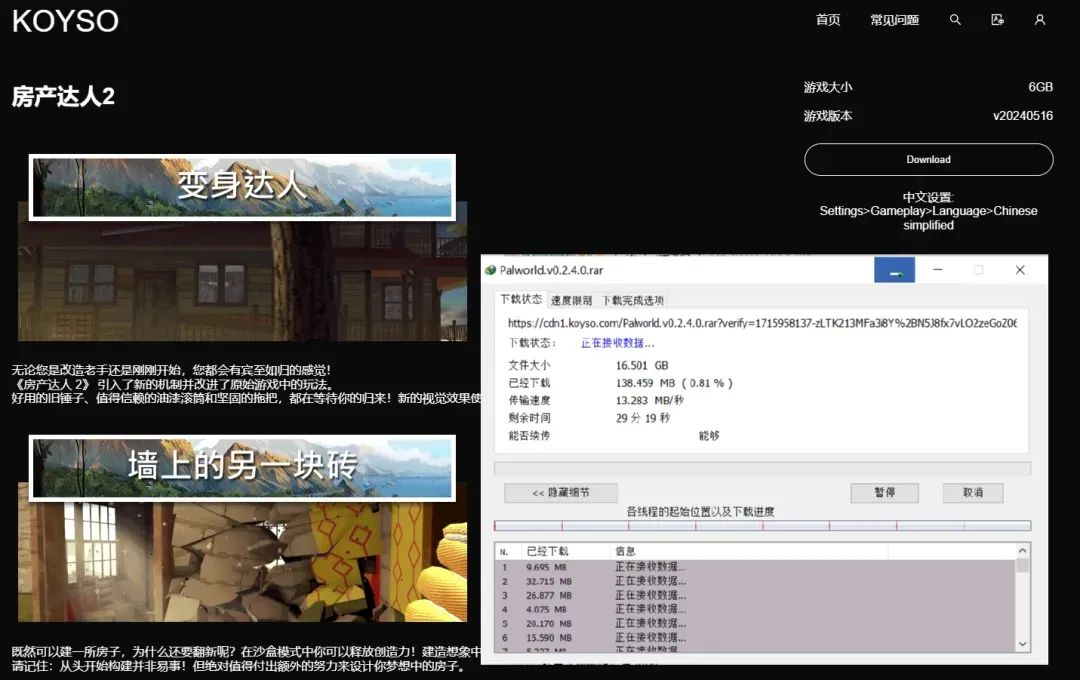 KOYSO
首页
常见问题
房产达人2
游戏大小 6GB
游戏版本 v20240516
Download
中文设置:
Settings>Gameplay>Language>Chinese
simplified
变身达人
无论您是改造老手还是刚刚开始，您都会有宾至如归的感觉！
《房产达人 2》 引入了新的机制并改进了原始游戏中的玩法。
好用的旧锤子、值得信赖的油漆滚筒和坚固的拖把，都在等待你的归来！新的视觉效果使
墙上的另一块砖
既然可以建一所房子，为什么还要翻新呢？在沙盒模式中你可以释放创造力！建造想象中
请记住：从头开始构建并非易事！但绝对值得付出额外的努力来设计你梦想中的房子。
Palworld.v0.2.4.0.rar
下载状态 速度限制 下载完成选项
https://cdn1.koyso.com/Palworld.v0.2.4.0.rar?verify=1715958137-zLTK213MFa3i8Y%2BN5J8fx7vLO2zeGoZ06
下载状态： 正在接收数据...
文件大小 16.501 GB
已经下载 138.459 MB ( 0.81 % )
传输速度 13.283 MB/秒
剩余时间 29 分 19 秒
能否续传 能够
<< 隐藏细节 暂停 取消
各线程的起始位置以及下载进度
N. 已经下载 信息
1 9.695 MB 正在接收数据...
2 32.715 MB 正在接收数据...
3 26.877 MB 正在接收数据...
4 4.075 MB 正在接收数据...
5 20.170 MB 正在接收数据...
6 15.590 MB 正在接收数据...